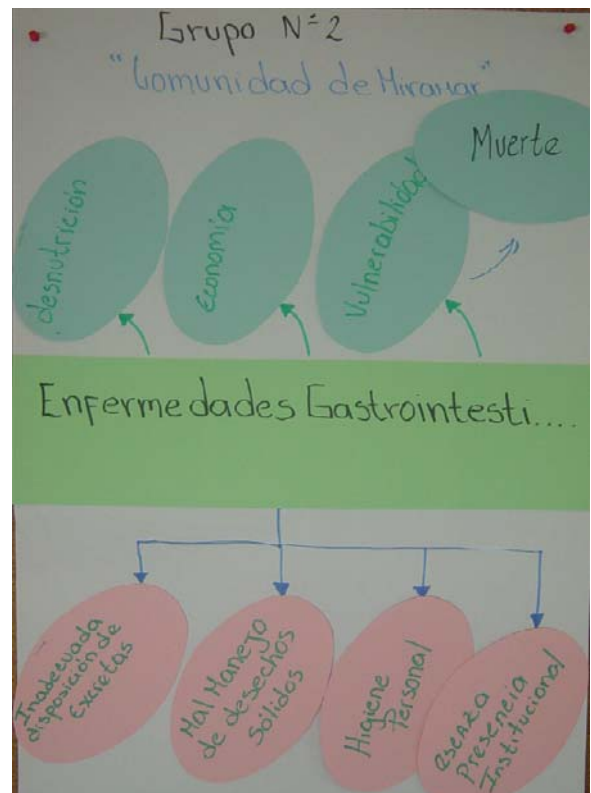 Grupo Nº2
"Comunidad de Miramar"
Muerte
.desnutrición
Economía
Vulnerabilidad
Enfermedades Gastrointesti....
Inadecuada
disposición de
Excretas
Mal Manejo
de desechos
Sólidos
Higiene
Personal
escaza
Presencia
Institucional